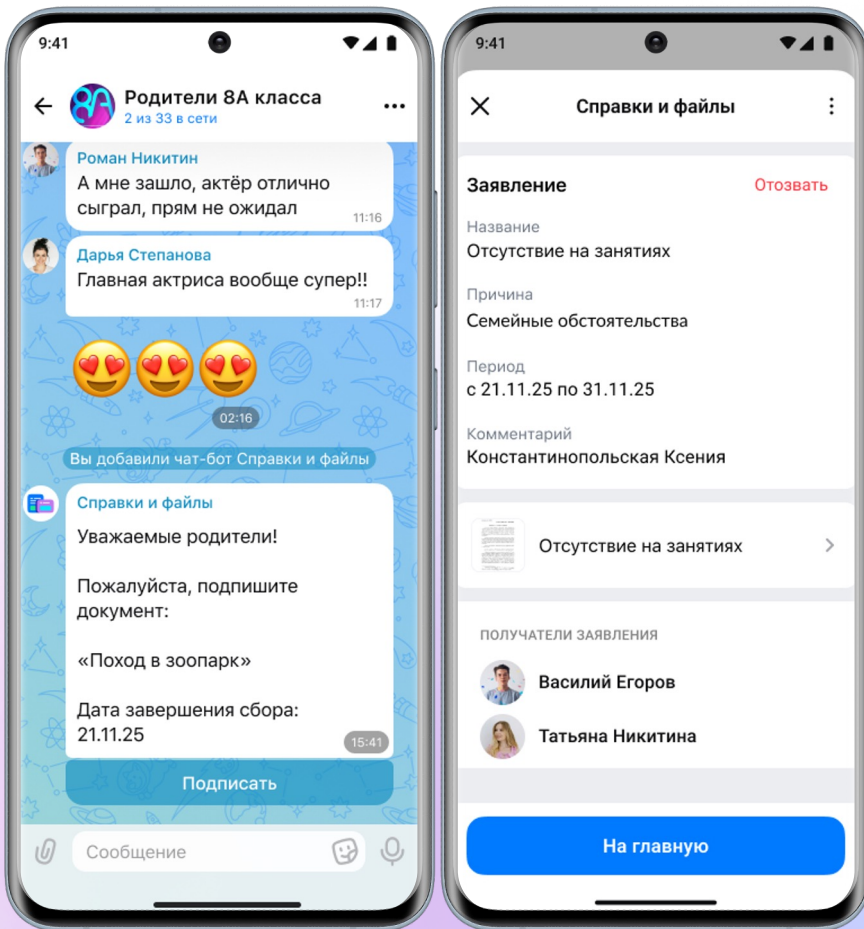 9:41
Родители 8А класса
2 из 33 в сети
Роман Никитин
А мне зашло, актёр отлично
сыграл, прям не ожидал
11:16
Дарья Степанова
Главная актриса вообще супер!!
11:17
02:16
Вы добавили чат-бот Справки и файлы
Справки и файлы
Уважаемые родители!
Пожалуйста, подпишите
документ:
«Поход в зоопарк»
Дата завершения сбора:
21.11.25
15:41
Подписать
Сообщение
9:41
Справки и файлы
Заявление
Отозвать
Название
Отсутствие на занятиях
Причина
Семейные обстоятельства
Период
с 21.11.25 по 31.11.25
Комментарий
Константинопольская Ксения
Отсутствие на занятиях
ПОЛУЧАТЕЛИ ЗАЯВЛЕНИЯ
Василий Егоров
Татьяна Никитина
На главную